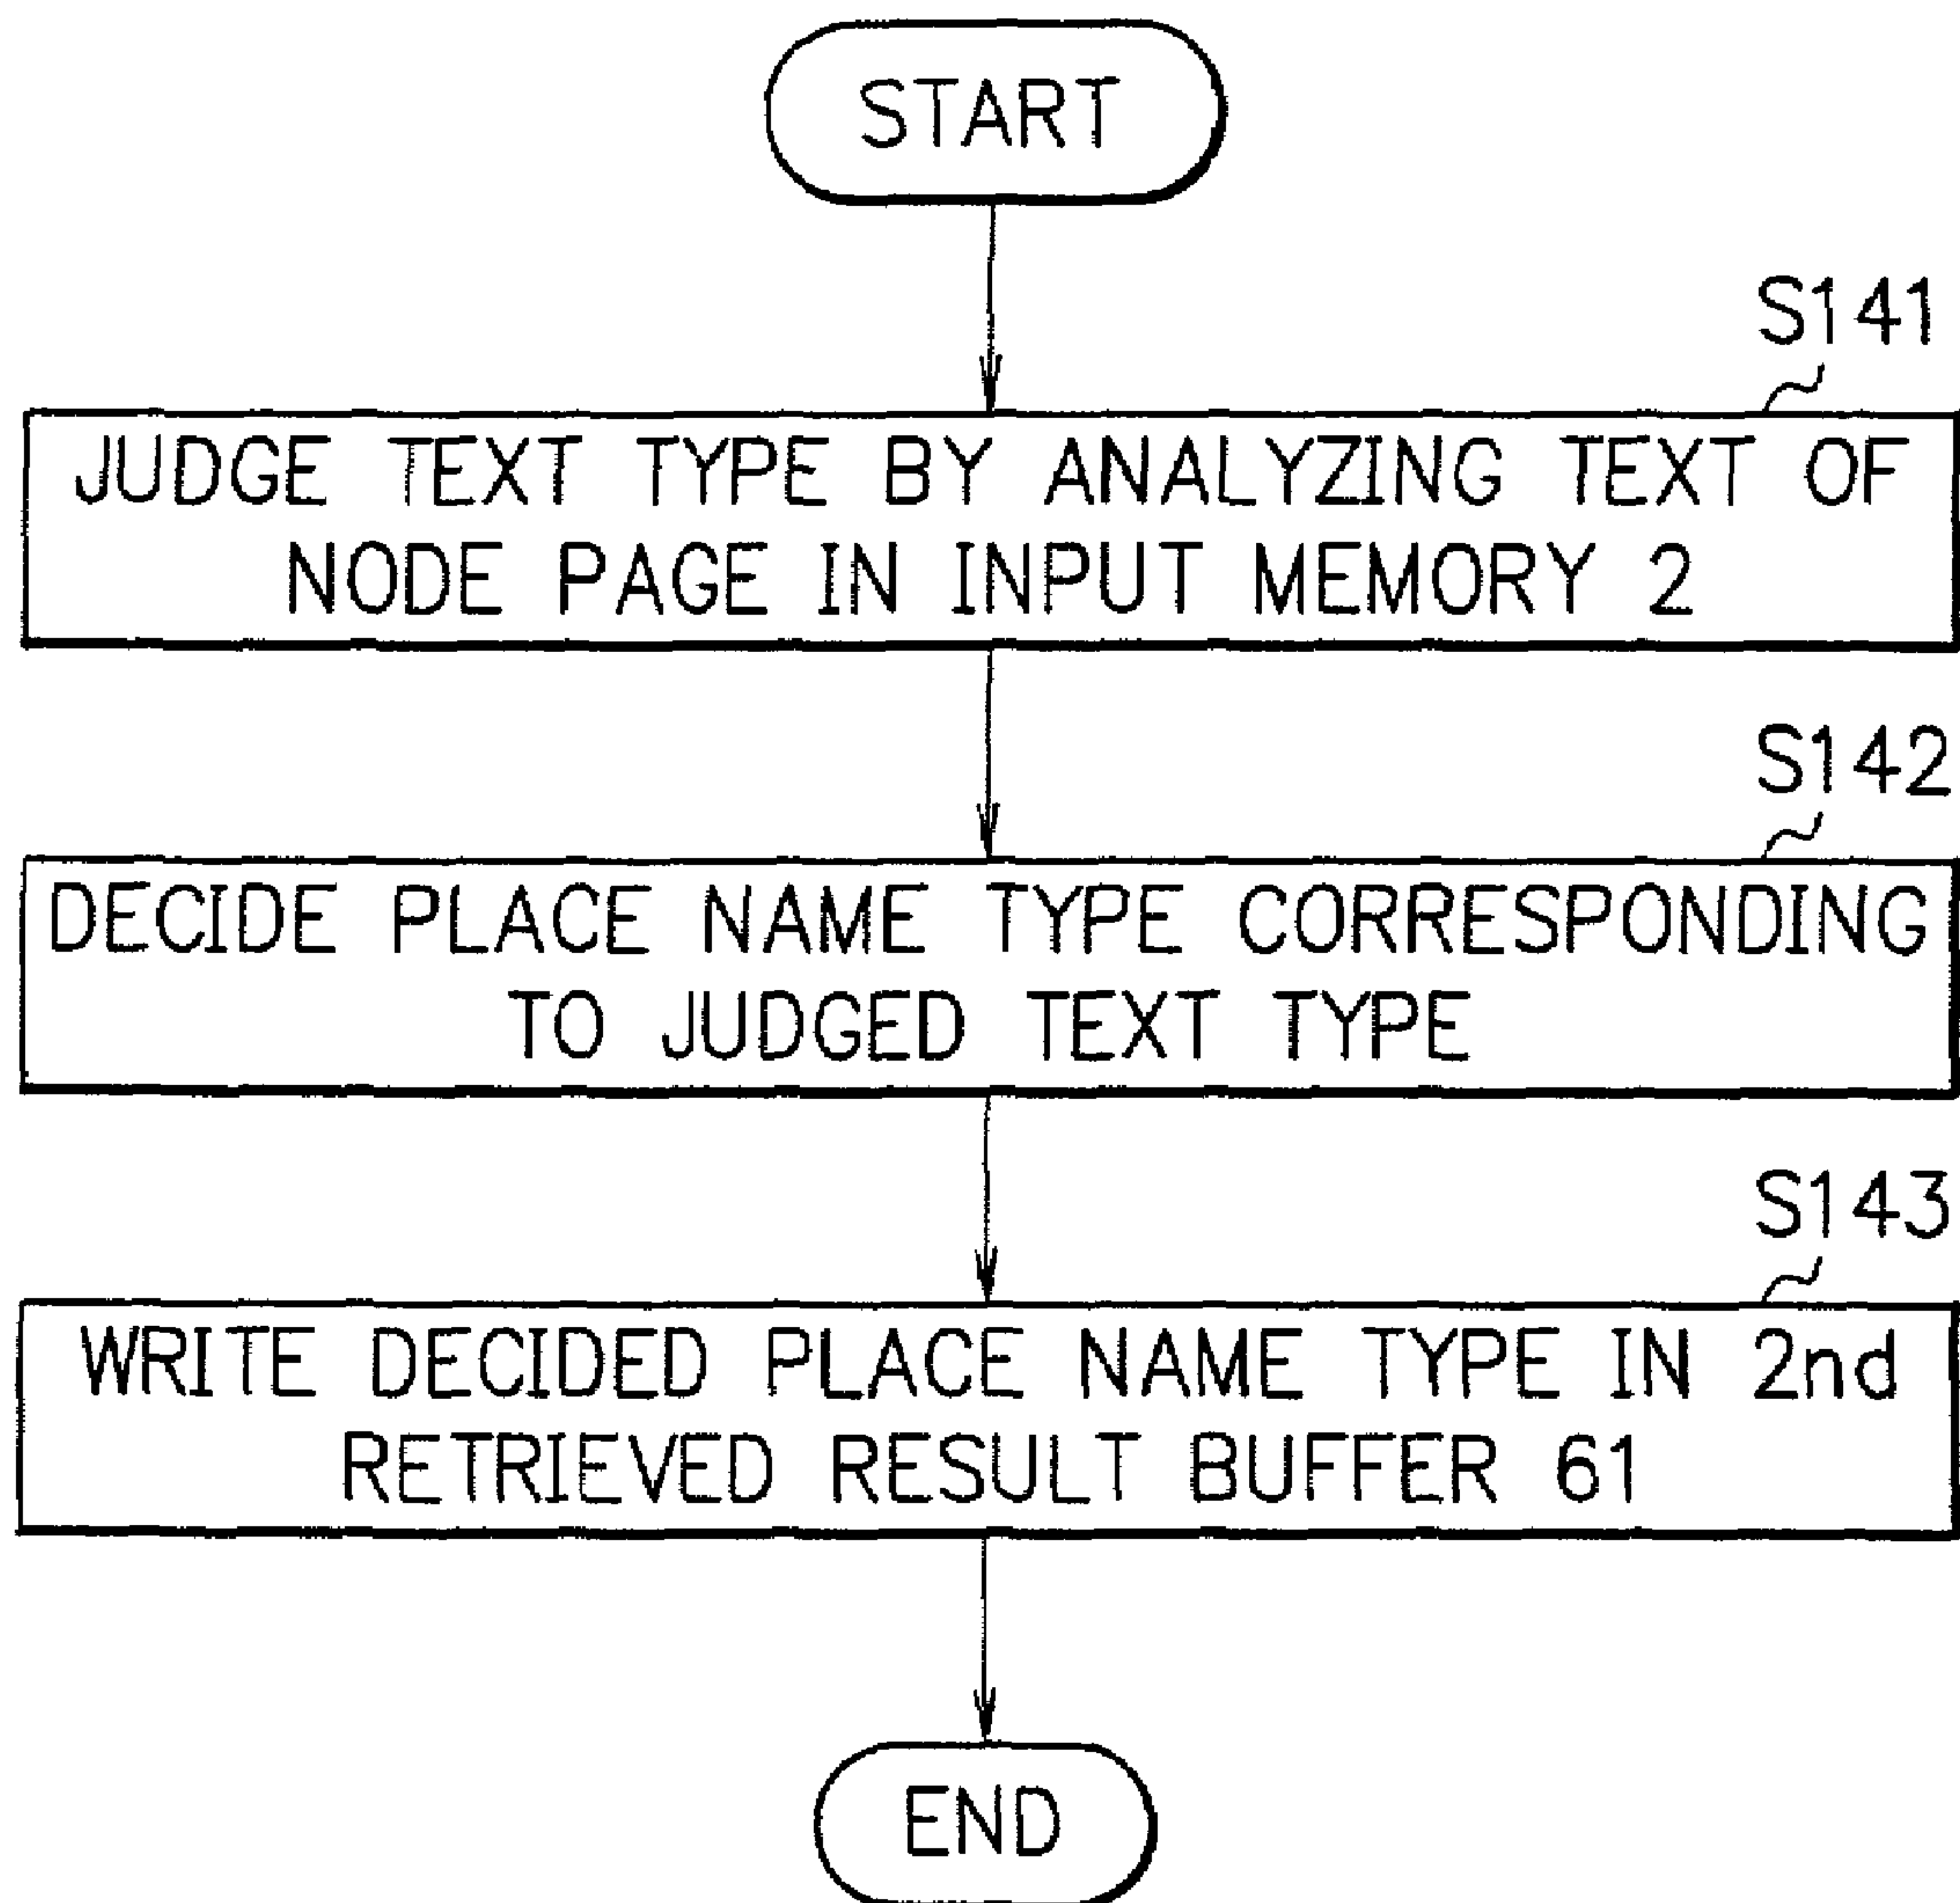 START
S141
JUDGE TEXT TYPE BY ANALYZING TEXT OF
NODE PAGE IN INPUT MEMORY 2
S142
DECIDE PLACE NAME TYPE CORRESPONDING
TO JUDGED TEXT TYPE
S143
WRITE DECIDED PLACE NAME TYPE IN 2nd
RETRIEVED RESULT BUFFER 61
END